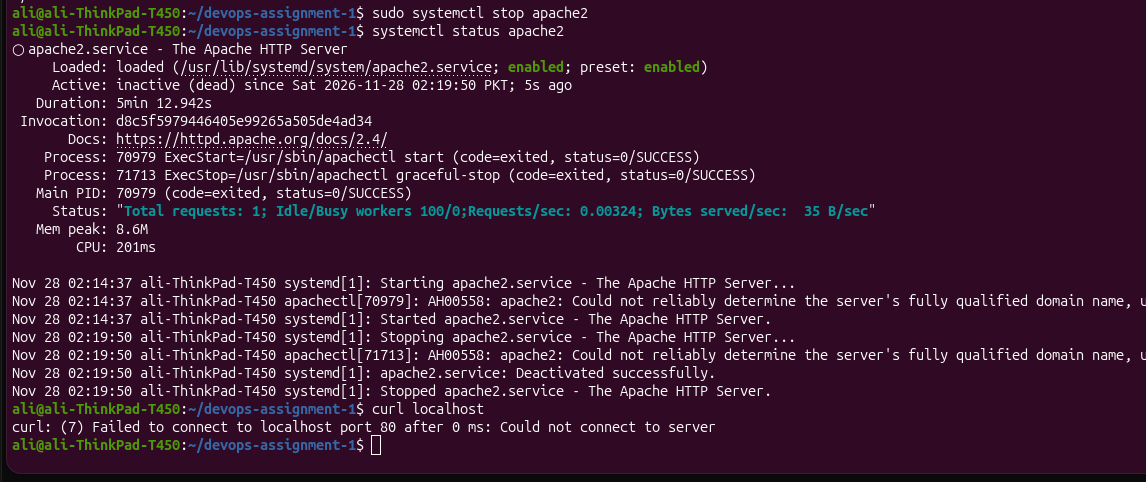 ali@ali-ThinkPad-T450:~/devops-assignment-1$ sudo systemctl stop apache2
ali@ali-ThinkPad-T450:~/devops-assignment-1$ systemctl status apache2
○ apache2.service - The Apache HTTP Server
     Loaded: loaded (/usr/lib/systemd/system/apache2.service; enabled; preset: enabled)
     Active: inactive (dead) since Sat 2026-11-28 02:19:50 PKT; 5s ago
   Duration: 5min 12.942s
 Invocation: d8c5f5979446405e99265a505de4ad34
       Docs: https://httpd.apache.org/docs/2.4/
    Process: 70979 ExecStart=/usr/sbin/apachectl start (code=exited, status=0/SUCCESS)
    Process: 71713 ExecStop=/usr/sbin/apachectl graceful-stop (code=exited, status=0/SUCCESS)
   Main PID: 70979 (code=exited, status=0/SUCCESS)
     Status: "Total requests: 1; Idle/Busy workers 100/0;Requests/sec: 0.00324; Bytes served/sec:  35 B/sec"
   Mem peak: 8.6M
        CPU: 201ms

Nov 28 02:14:37 ali-ThinkPad-T450 systemd[1]: Starting apache2.service - The Apache HTTP Server...
Nov 28 02:14:37 ali-ThinkPad-T450 apachectl[70979]: AH00558: apache2: Could not reliably determine the server's fully qualified domain name, u
Nov 28 02:14:37 ali-ThinkPad-T450 systemd[1]: Started apache2.service - The Apache HTTP Server.
Nov 28 02:19:50 ali-ThinkPad-T450 systemd[1]: Stopping apache2.service - The Apache HTTP Server...
Nov 28 02:19:50 ali-ThinkPad-T450 apachectl[71713]: AH00558: apache2: Could not reliably determine the server's fully qualified domain name, u
Nov 28 02:19:50 ali-ThinkPad-T450 systemd[1]: apache2.service: Deactivated successfully.
Nov 28 02:19:50 ali-ThinkPad-T450 systemd[1]: Stopped apache2.service - The Apache HTTP Server.
ali@ali-ThinkPad-T450:~/devops-assignment-1$ curl localhost
curl: (7) Failed to connect to localhost port 80 after 0 ms: Could not connect to server
ali@ali-ThinkPad-T450:~/devops-assignment-1$